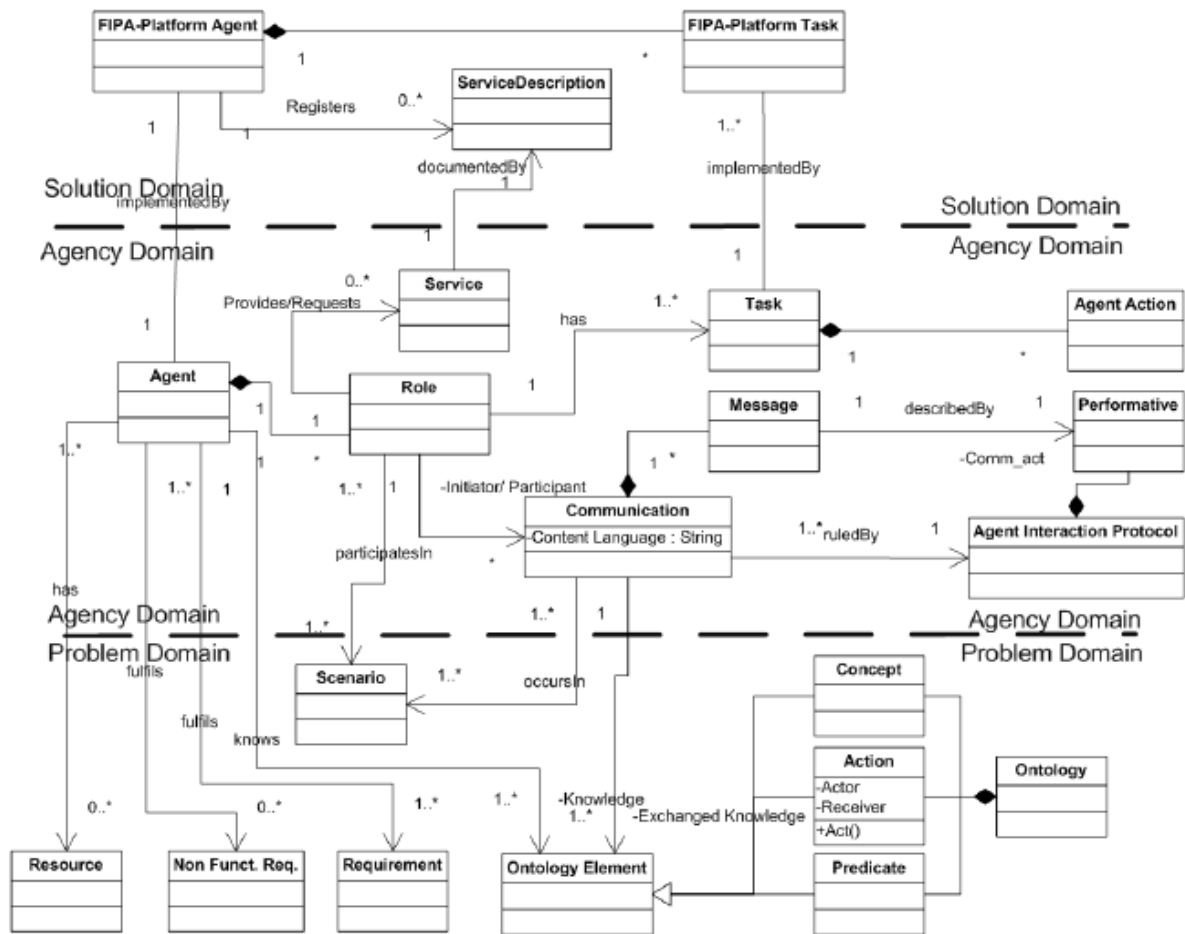 FIPA-Platform Agent
FIPA-Platform Task
1
*
ServiceDescription
Registers
0..*
1
1
1..*
documentedBy
1
implementedBy
Solution Domain
implementedBy
Solution Domain
Agency Domain
1
1
Agency Domain
1
0..*
Service
Provides/Requests
1..*
Task
Agent Action
has
1
Agent
1
*
Role
1
1
1
Message
1
describedBy
1
Performative
1..*
1..*
1
1
*
1..*
1
-Initiator/ Participant
1
*
-Comm_act
Communication
-Content Language : String
1..*
ruledBy
1
Agent Interaction Protocol
participatesIn
*
has
1..*
1
Agency Domain
Agency Domain
1..*
Problem Domain
Problem Domain
fulfils
Scenario
1..*
occursIn
Concept
fulfils
knows
Action
-Actor
-Receiver
+Act()
Ontology
0..*
0..*
1..*
1..*
-Knowledge
1..*
-Exchanged Knowledge
Resource
Non Funct. Req.
Requirement
Ontology Element
Predicate